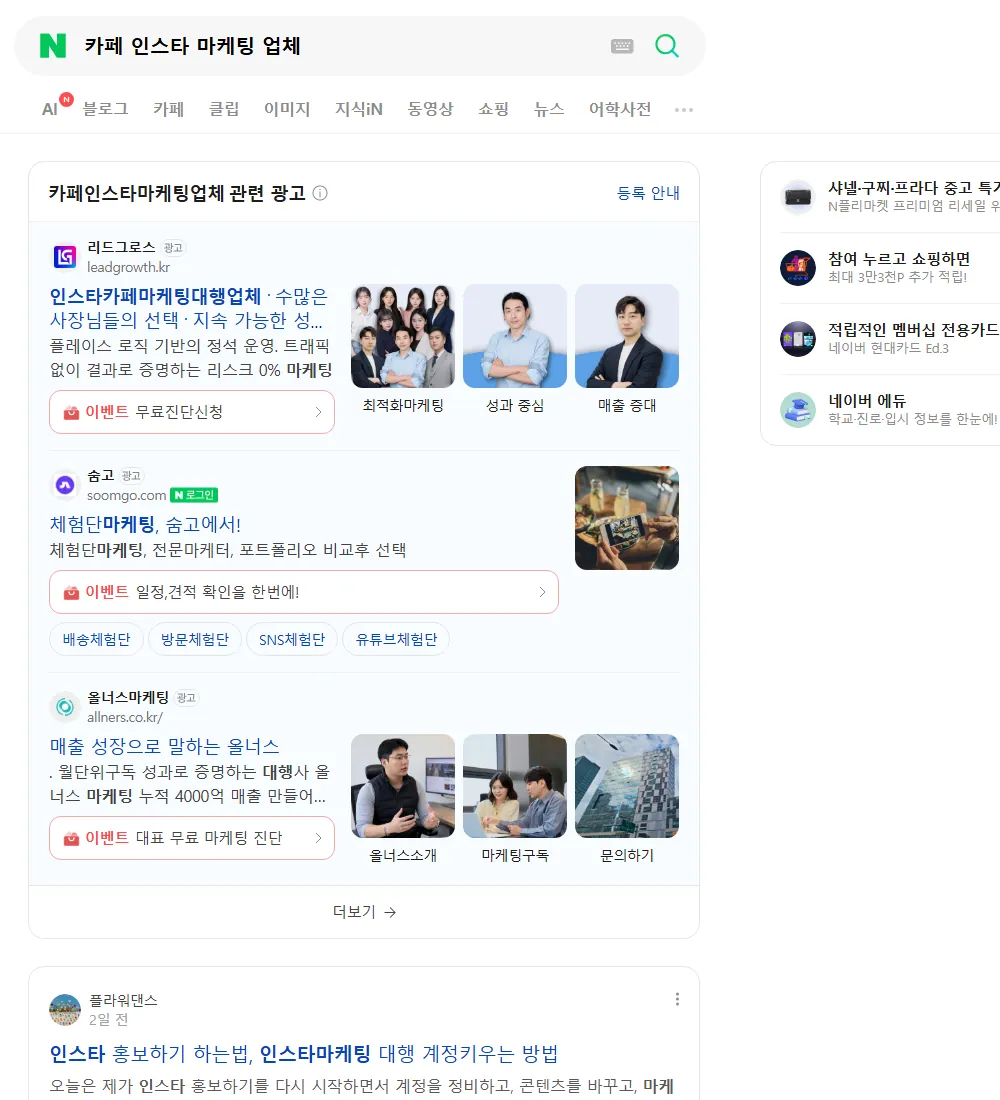 N 카페 인스타 마케팅 업체
AI N 블로그 카페 클립 이미지 지식iN 동영상 쇼핑 뉴스 어학사전
카페인스타마케팅업체 관련 광고
등록 안내
리드그로스 광고
leadgrowth.kr
인스타카페마케팅대행업체 · 수많은
사장님들의 선택 · 지속 가능한 성...
플레이스 로직 기반의 정석 운영. 트래픽
없이 결과로 증명하는 리스크 0% 마케팅
이벤트 무료진단신청
최적화마케팅 성과 중심 매출 증대
숨고 광고
soomgo.com N 로그인
체험단마케팅, 숨고에서!
체험단마케팅, 전문마케터, 포트폴리오 비교후 선택
이벤트 일정,견적 확인을 한번에!
배송체험단 방문체험단 SNS체험단 유튜브체험단
올너스마케팅 광고
allners.co.kr/
매출 성장으로 말하는 올너스
. 월단위구독 성과로 증명하는 대행사 올
너스 마케팅 누적 4000억 매출 만들어...
이벤트 대표 무료 마케팅 진단
올너스소개 마케팅구독 문의하기
더보기 →
플라워댄스
2일 전
인스타 홍보하기 하는법, 인스타마케팅 대행 계정키우는 방법
오늘은 제가 인스타 홍보하기를 다시 시작하면서 계정을 정비하고, 콘텐츠를 바꾸고, 마케
샤넬·구찌·프라다 중고 특가
N플리마켓 프리미엄 리세일
참여 누르고 쇼핑하면
최대 3만3천P 추가 적립!
적립적인 멤버십 전용카드
네이버 현대카드 Ed.3
네이버 에듀
학교·진로·입시 정보를 한눈에!